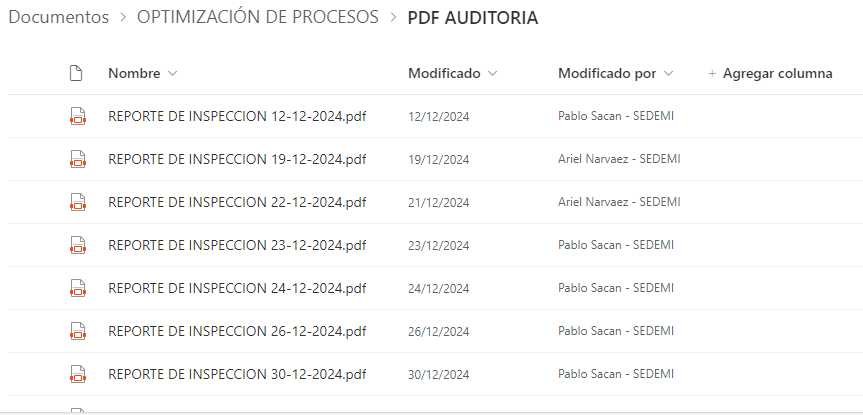 Documentos > OPTIMIZACIÓN DE PROCESOS > PDF AUDITORIA
Nombre Modificado Modificado por + Agregar columna
REPORTE DE INSPECCION 12-12-2024.pdf 12/12/2024 Pablo Sacan - SEDEMI
REPORTE DE INSPECCION 19-12-2024.pdf 19/12/2024 Ariel Narvaez - SEDEMI
REPORTE DE INSPECCION 22-12-2024.pdf 21/12/2024 Ariel Narvaez - SEDEMI
REPORTE DE INSPECCION 23-12-2024.pdf 23/12/2024 Pablo Sacan - SEDEMI
REPORTE DE INSPECCION 24-12-2024.pdf 24/12/2024 Pablo Sacan - SEDEMI
REPORTE DE INSPECCION 26-12-2024.pdf 26/12/2024 Pablo Sacan - SEDEMI
REPORTE DE INSPECCION 30-12-2024.pdf 30/12/2024 Pablo Sacan - SEDEMI